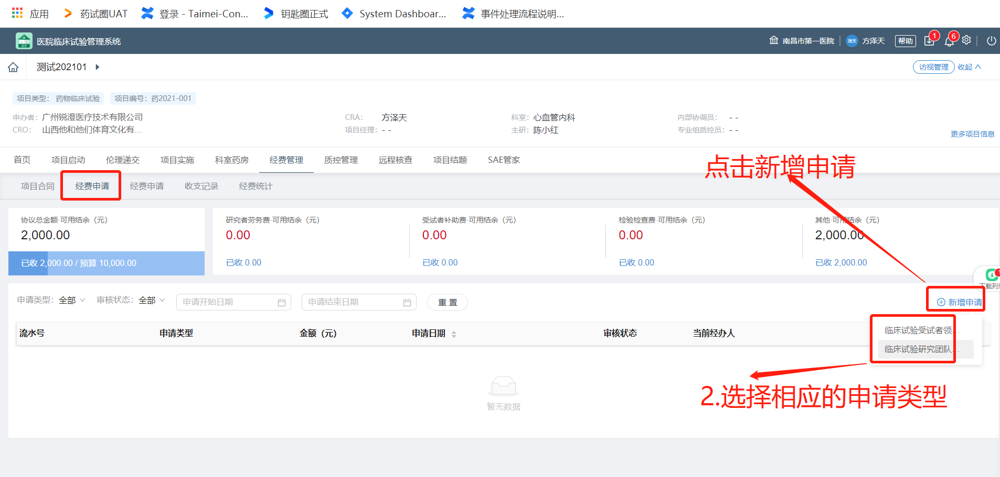 应用 药试圈UAT 登录 - Taimei-Con... 钥匙圈正式 System Dashboar... 事件处理流程说明...
医院临床试验管理系统 南昌市第一医院 泽天 方泽天 帮助 1 6
测试202101 访视管理 收起
项目类型： 药物临床试验 项目编号：药2021-001
申办者：广州锐澄医疗技术有限公司 CRA： 方泽天 科室：心血管内科 内部协调员： - -
CRO： 山西他和他们体育文化有... 项目经理：- - 主研：陈小红 专业组质控员：- -
更多项目信息
首页 项目启动 伦理递交 项目实施 科室药房 经费管理 质控管理 远程核查 项目结题 SAE管家
点击新增申请
项目合同 经费申请 经费申请 收支记录 经费统计
协议总金额·可用结余（元） 研究者劳务费·可用结余（元） 受试者补助费·可用结余（元） 检验检查费·可用结余（元） 其他·可用结余（元）
2,000.00 0.00 0.00 0.00 2,000.00
已收 2,000.00 / 预算 10,000.00 已收 0.00 已收 0.00 已收 0.00 已收 2,000.00
下载列表
申请类型：全部 审核状态：全部 申请开始日期 申请结束日期 重 置 新增申请
流水号 申请类型 金额（元） 申请日期 审核状态 当前经办人
临床试验受试者领...
临床试验研究团队...
2.选择相应的申请类型
暂无数据